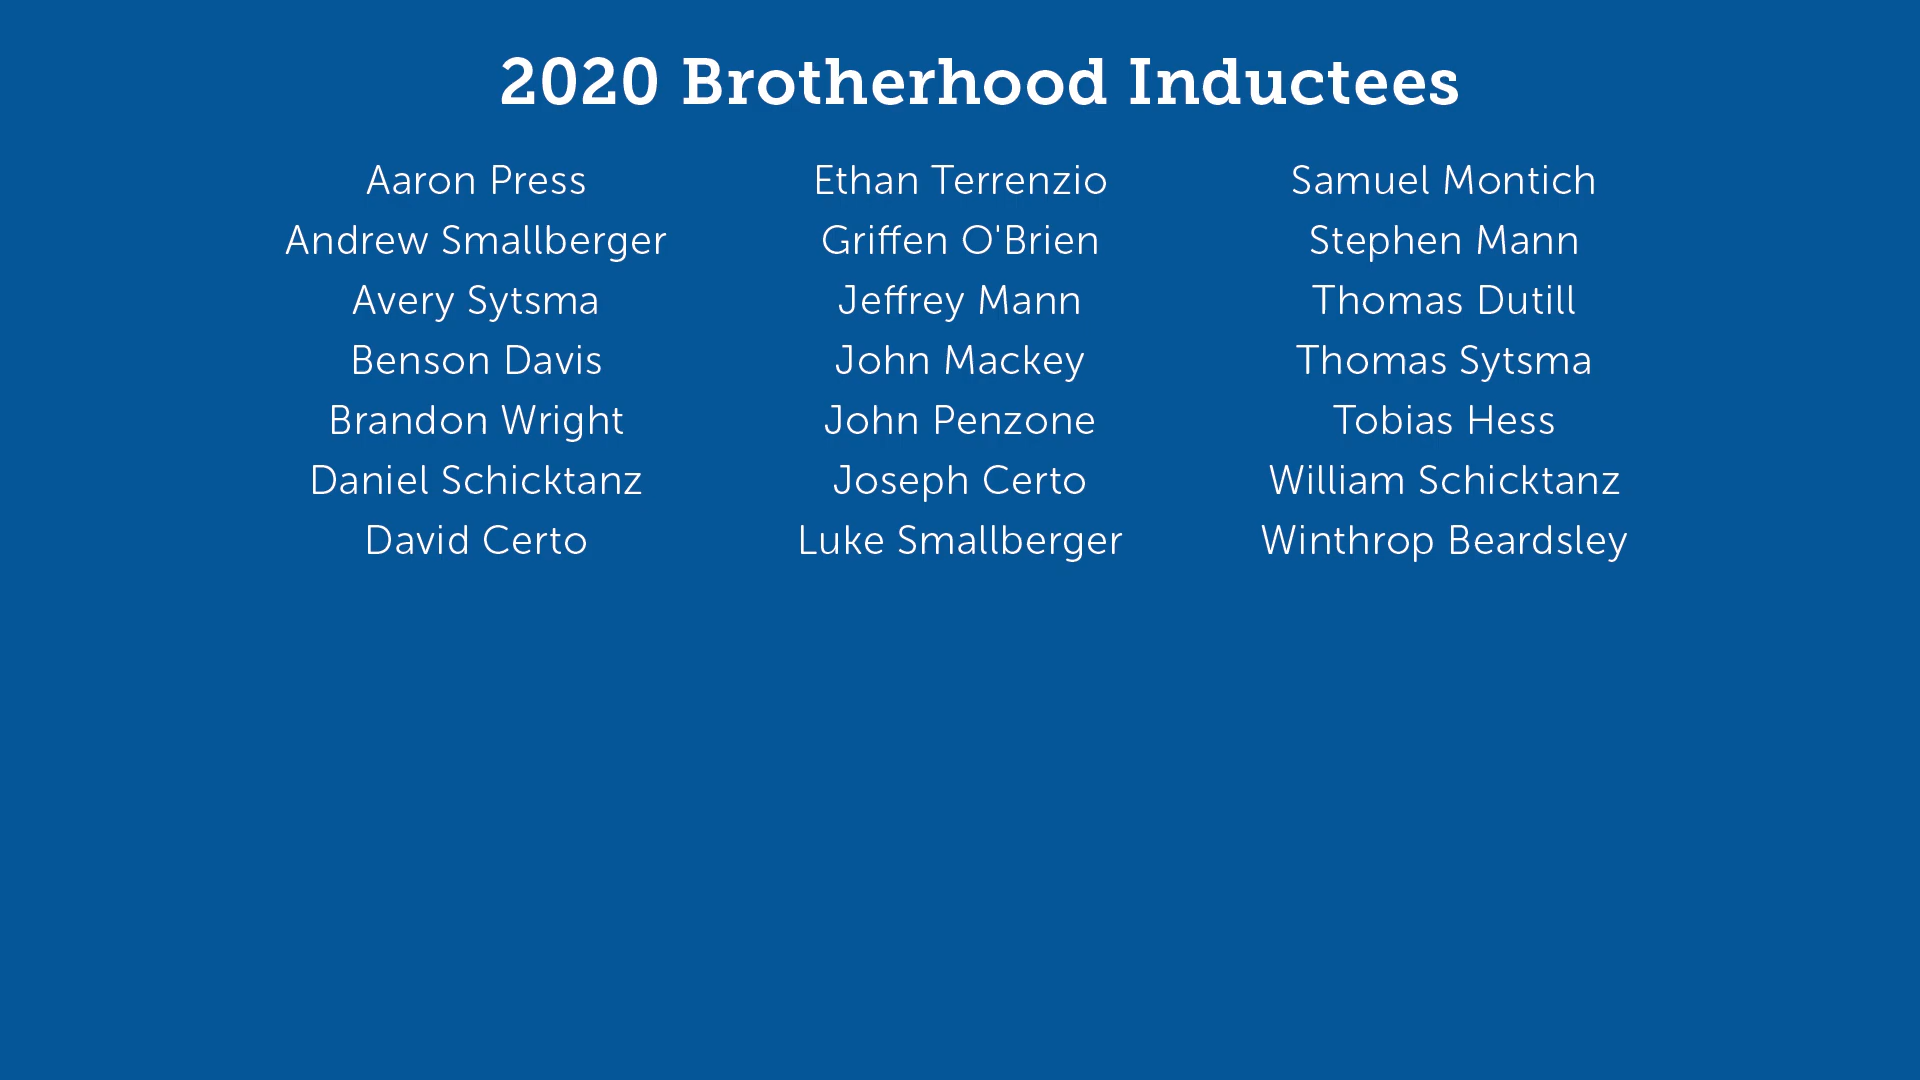 2020 Brotherhood Inductees
Aaron Press
Andrew Smallberger
Avery Sytsma
Benson Davis
Brandon Wright
Daniel Schicktanz
David Certo
Ethan Terrenzio
Griffen O'Brien
Jeffrey Mann
John Mackey
John Penzone
Joseph Certo
Luke Smallberger
Samuel Montich
Stephen Mann
Thomas Dutill
Thomas Sytsma
Tobias Hess
William Schicktanz
Winthrop Beardsley